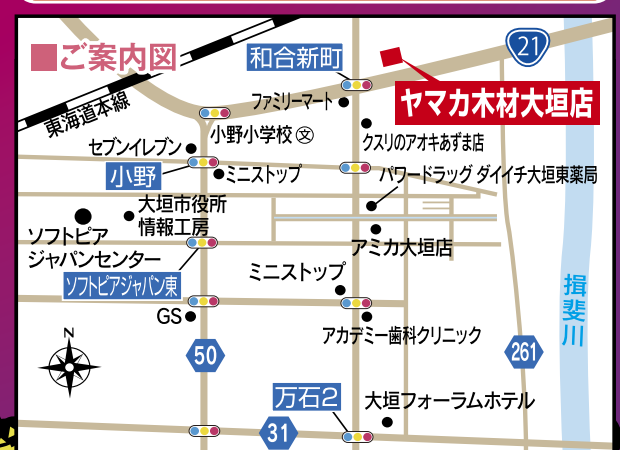 ■ご案内図
和合新町
21
東海道本線
ファミリーマート
ヤマカ木材大垣店
小野小学校 文
クスリのアオキあずま店
セブンイレブン
小野
ミニストップ
パワードラッグ ダイイチ大垣東薬局
大垣市役所
情報工房
ソフトピア
ジャパンセンター
アミカ大垣店
ソフトピアジャパン東
ミニストップ
揖斐川
GS
アカデミー歯科クリニック
N
50
261
万石2
大垣フォーラムホテル
31